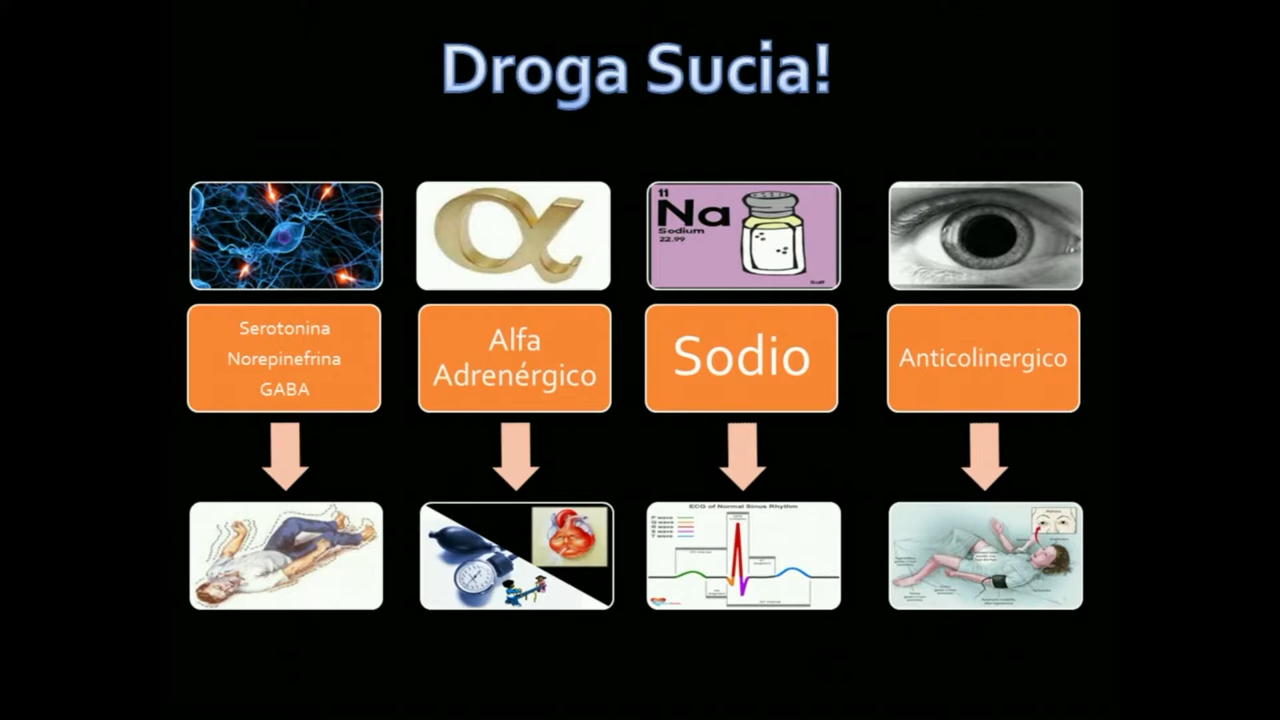 Droga Sucia!
11
Na
Sodium
22.99
Serotonina
Norepinefrina
GABA
Alfa
Adrenérgico
Sodio
Anticolinergico
ECG of Normal Sinus Rhythm